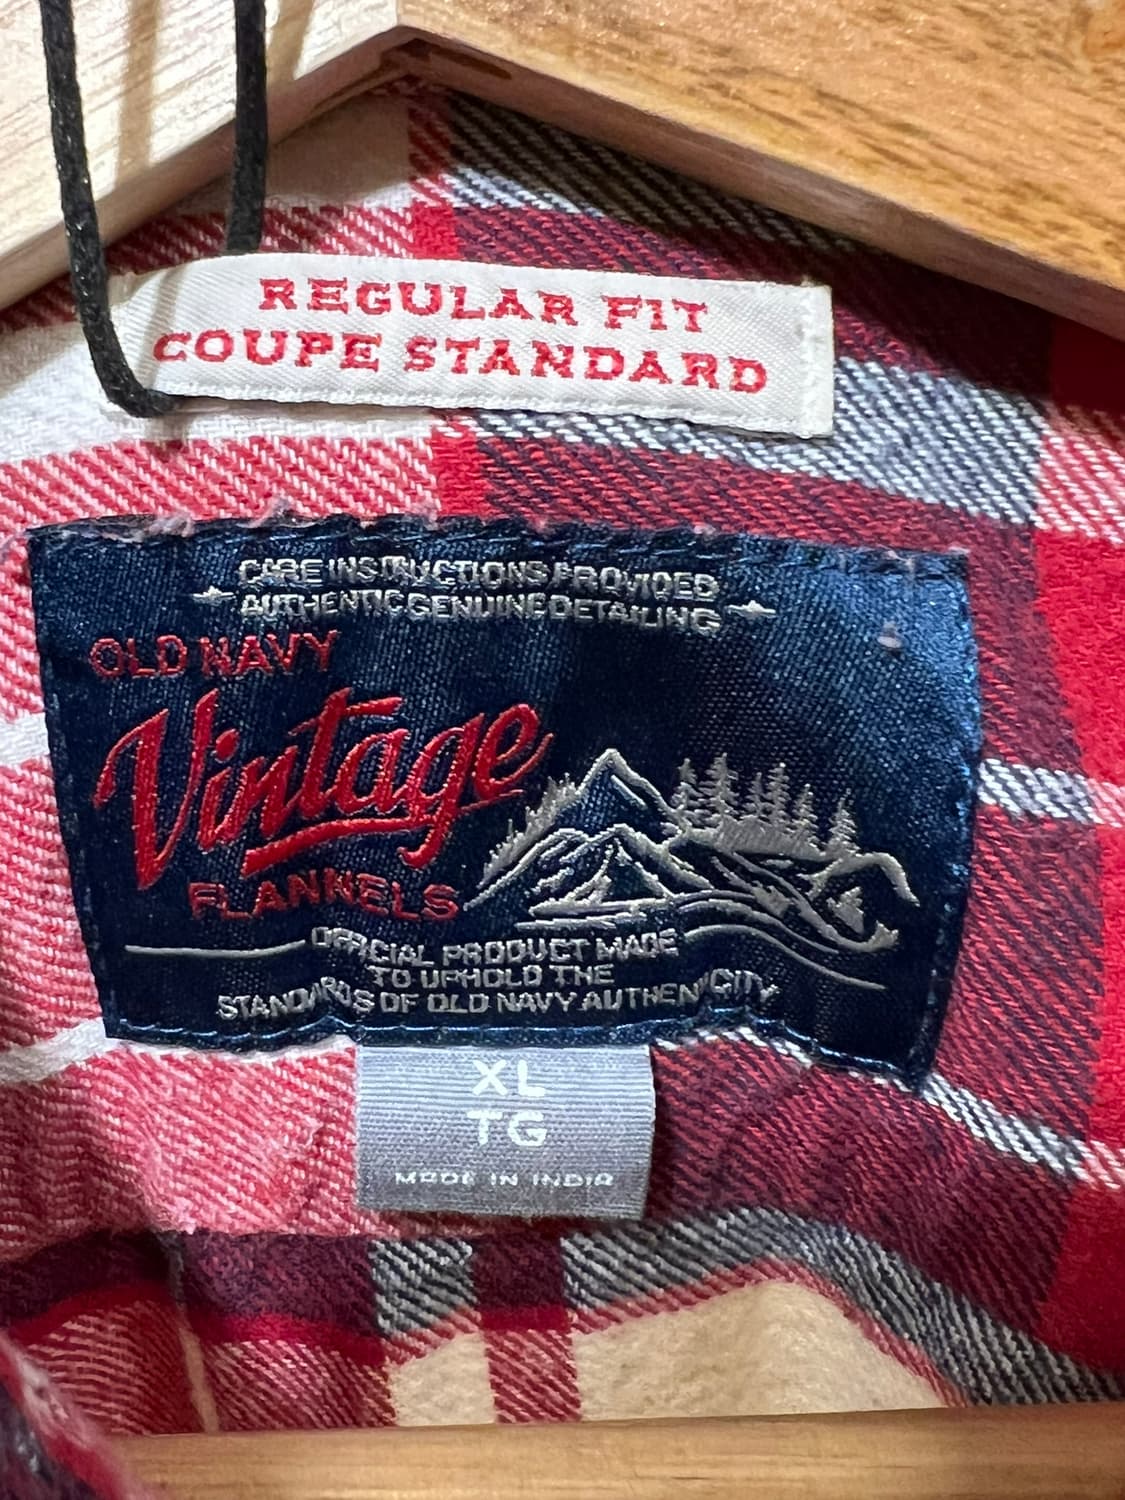 REGULAR FIT
COUPE STANDARD
CARE INSTRUCTIONS PROVIDED
AUTHENTIC GENUINE DETAILING
OLD NAVY
Vintage
FLANNELS
OFFICIAL PRODUCT MADE
TO UPHOLD THE
STANDARDS OF OLD NAVY AUTHENTICITY
XL
TG
MADE IN INDIA